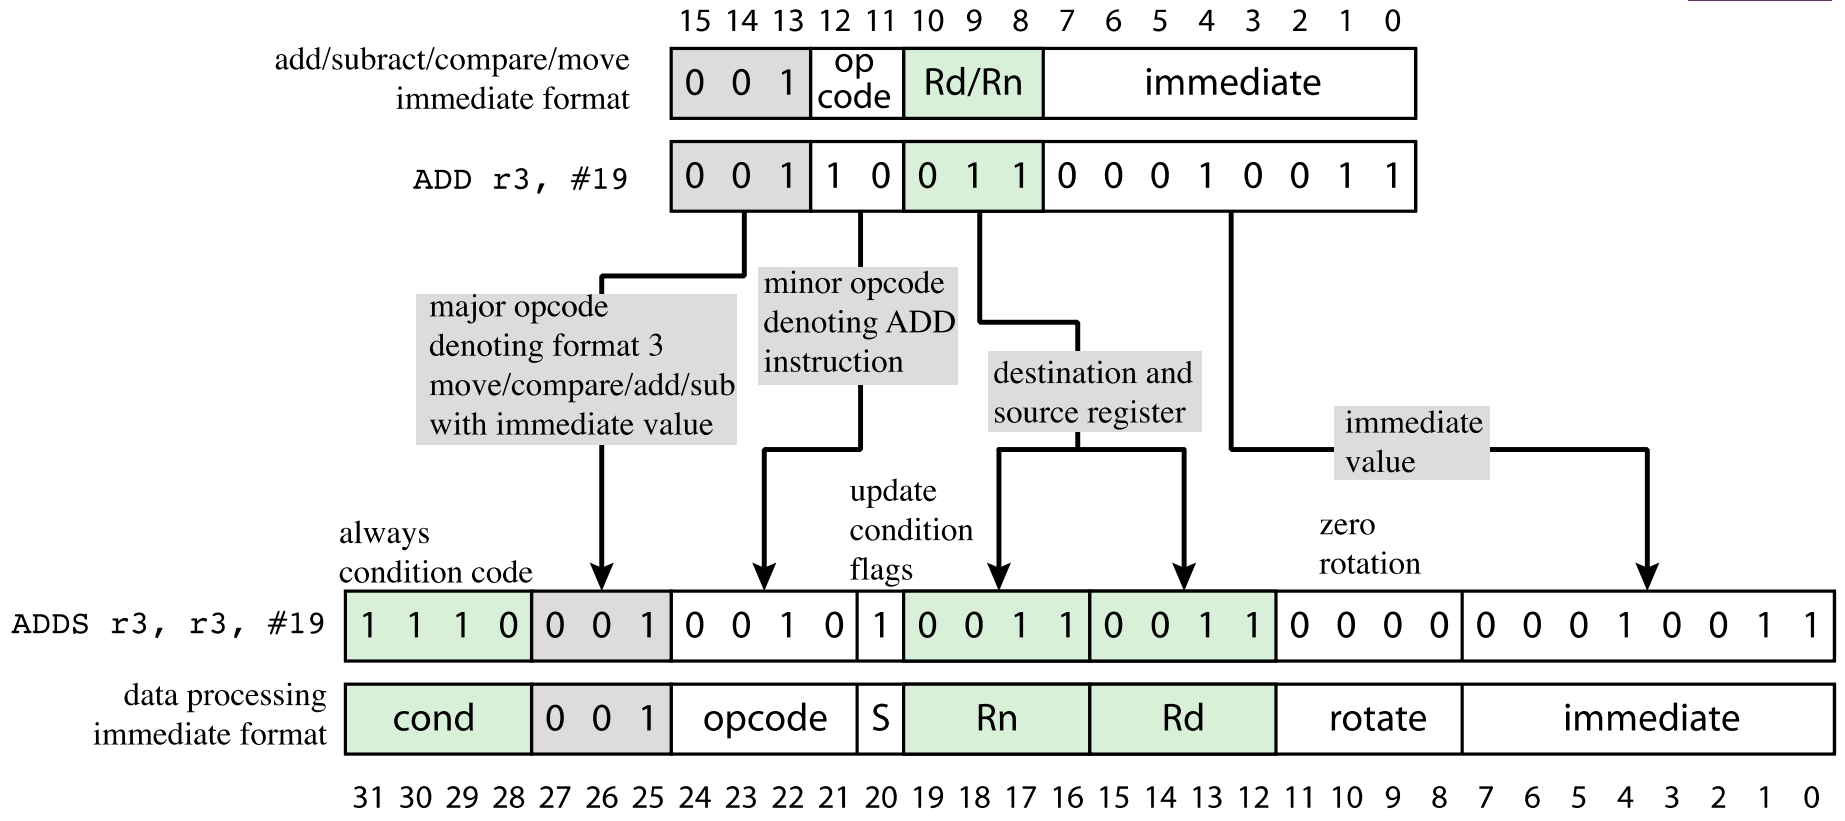 15 14 13 12 11 10 9 8 7 6 5 4 3 2 1 0
add/subract/compare/move
immediate format
0 0 1
op
code
Rd/Rn
immediate
ADD r3, #19
0 0 1 1 0 0 1 1 0 0 0 1 0 0 1 1
major opcode
denoting format 3
move/compare/add/sub
with immediate value
minor opcode
denoting ADD
instruction
destination and
source register
immediate
value
always
condition code
update
condition
flags
zero
rotation
ADDS r3, r3, #19
1 1 1 0 0 0 1 0 0 1 0 1 0 0 1 1 0 0 1 1 0 0 0 0 0 0 0 1 0 0 1 1
data processing
immediate format
cond 0 0 1 opcode S Rn Rd rotate immediate
31 30 29 28 27 26 25 24 23 22 21 20 19 18 17 16 15 14 13 12 11 10 9 8 7 6 5 4 3 2 1 0